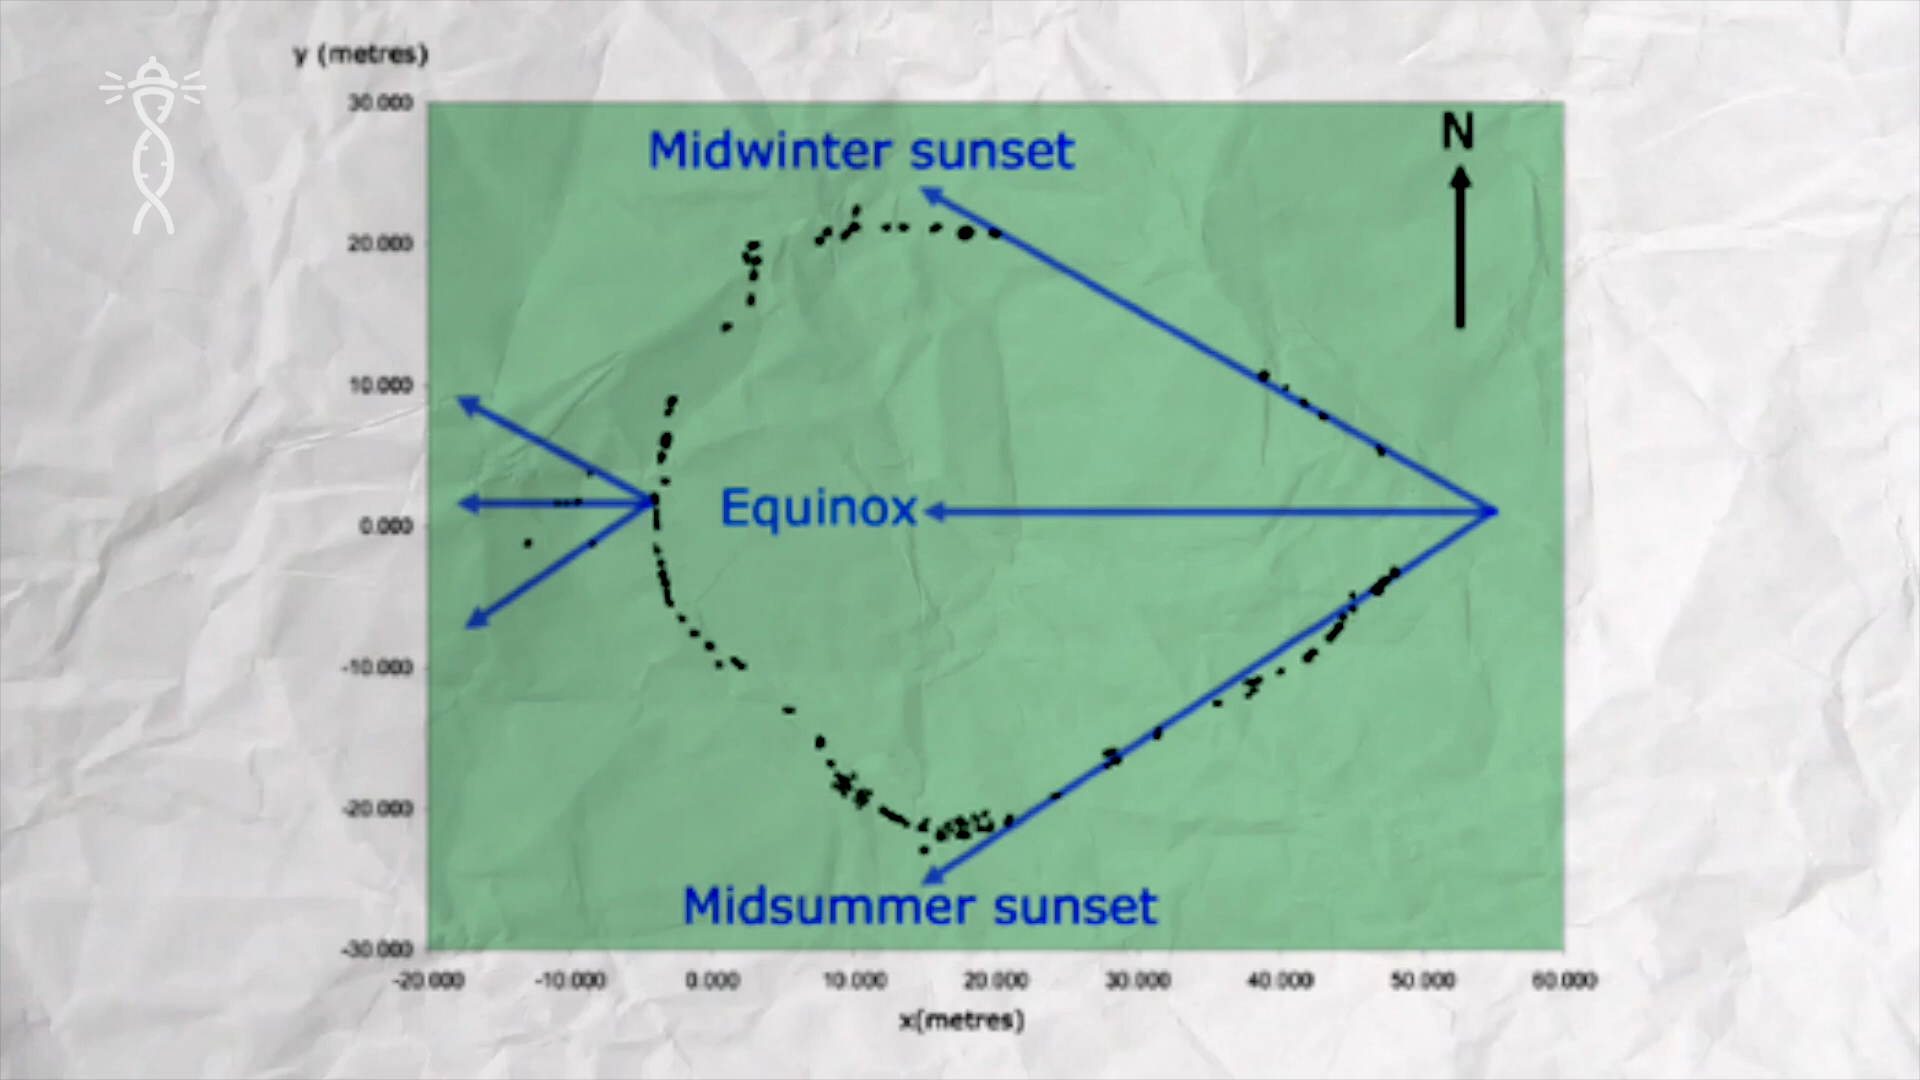 y (metres)
30.000
Midwinter sunset
N
20.000
10.000
Equinox
0.000
-10.000
-20.000
Midsummer sunset
-30.000
-20.000 -10.000 0.000 10.000 20.000 30.000 40.000 50.000 60.000
x(metres)